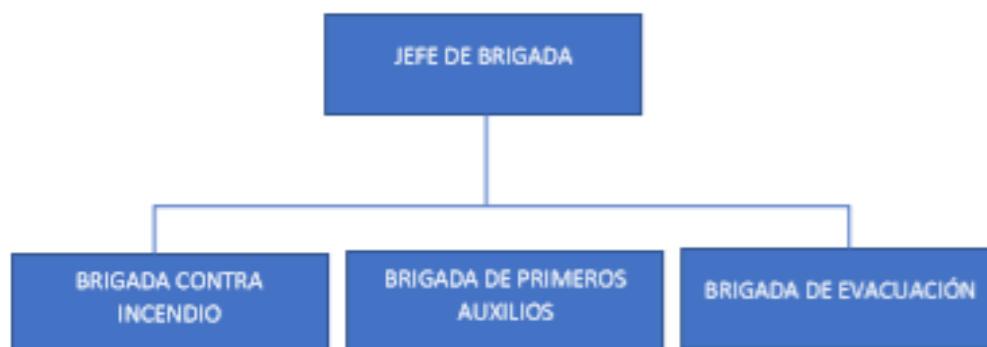 JEFE DE BRIGADA
BRIGADA CONTRA
INCENDIO
BRIGADA DE PRIMEROS
AUXILIOS
BRIGADA DE EVACUACIÓN